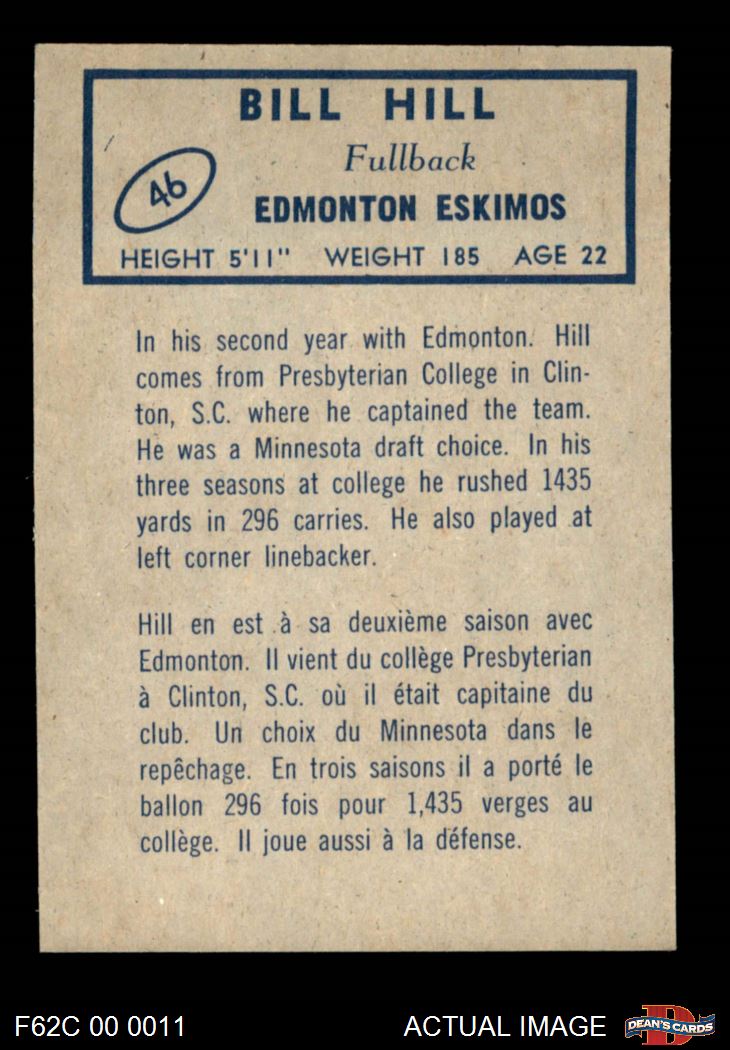 BILL HILL
Fullback
46
EDMONTON ESKIMOS
HEIGHT 5'11" WEIGHT 185 AGE 22
In his second year with Edmonton. Hill
comes from Presbyterian College in Clin-
ton, S.C. where he captained the team.
He was a Minnesota draft choice. In his
three seasons at college he rushed 1435
yards in 296 carries. He also played at
left corner linebacker.
Hill en est à sa deuxième saison avec
Edmonton. Il vient du collège Presbyterian
à Clinton, S.C. où il était capitaine du
club. Un choix du Minnesota dans le
repêchage. En trois saisons il a porté le
ballon 296 fois pour 1,435 verges au
collège. Il joue aussi à la défense.
F62C 00 0011
ACTUAL IMAGE
D
DEAN'S CARDS